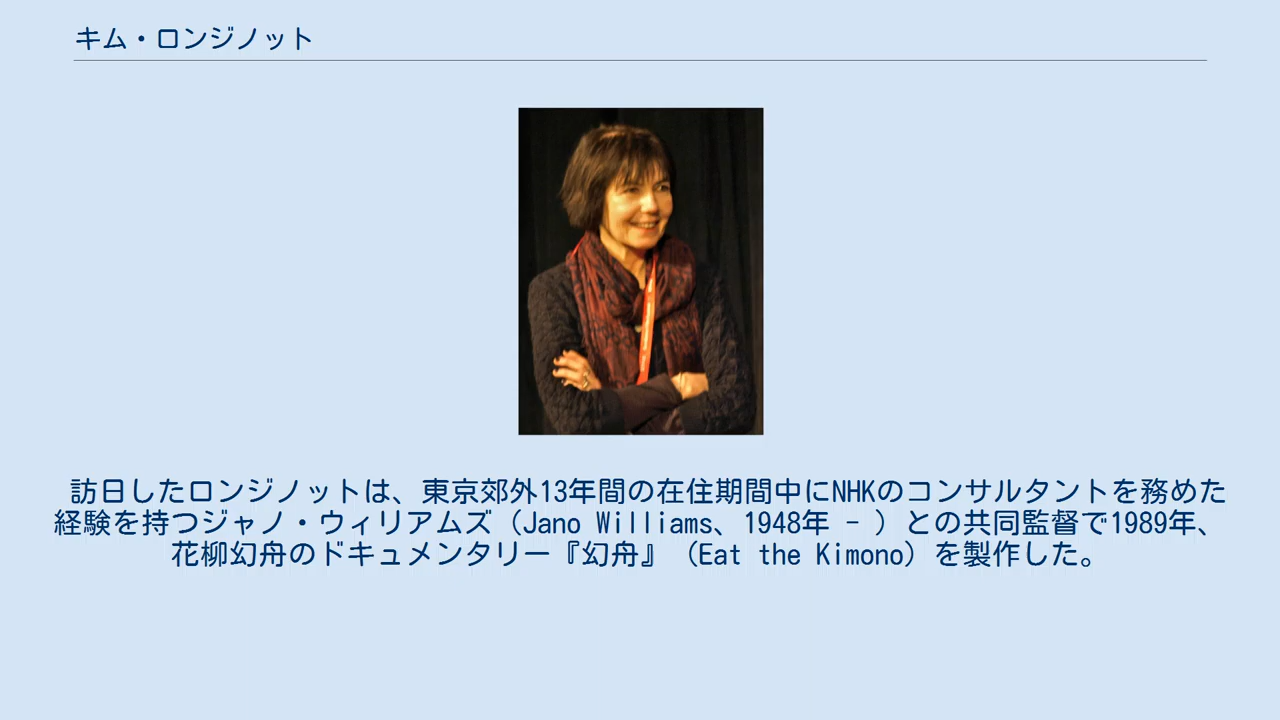 キム・ロンジノット
訪日したロンジノットは、東京郊外13年間の在住期間中にNHKのコンサルタントを務めた
経験を持つジャノ・ウィリアムズ（Jano Williams、1948年 - ）との共同監督で1989年、
花柳幻舟のドキュメンタリー『幻舟』（Eat the Kimono）を製作した。